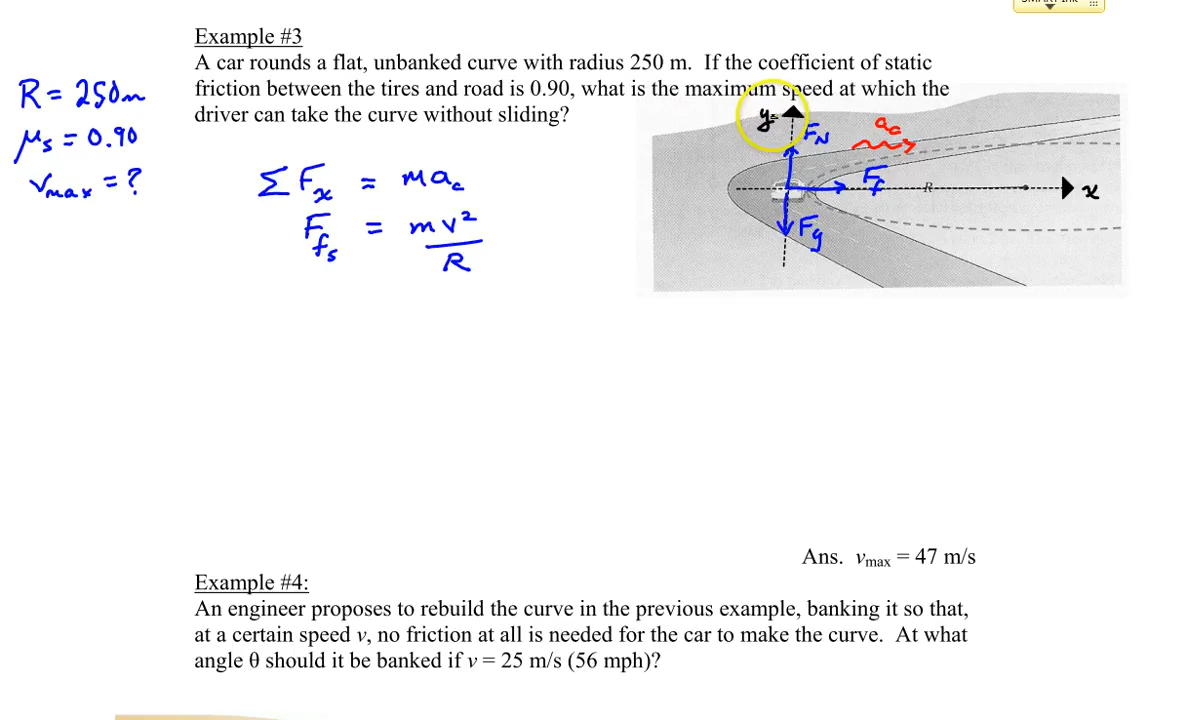 Example #3
A car rounds a flat, unbanked curve with radius 250 m. If the coefficient of static
friction between the tires and road is 0.90, what is the maximum speed at which the
driver can take the curve without sliding?
R = 250m
μs = 0.90
vmax = ?
Σ Fx = mac
Ffs = mv²
R
y
FN
ac
Ff
R
x
Fg
Ans. vmax = 47 m/s
Example #4:
An engineer proposes to rebuild the curve in the previous example, banking it so that,
at a certain speed v, no friction at all is needed for the car to make the curve. At what
angle θ should it be banked if v = 25 m/s (56 mph)?